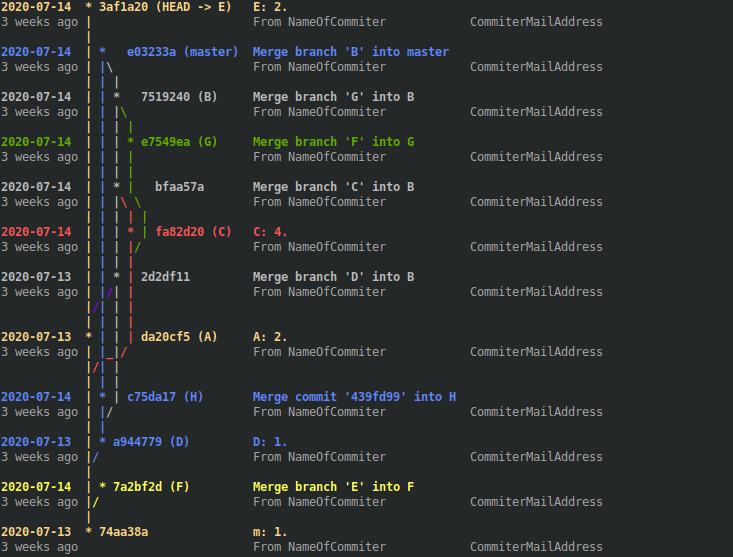 2020-07-14 * 3af1a20 (HEAD -> E) E: 2.
3 weeks ago | From NameOfCommiter CommiterMailAddress
|
2020-07-14 | * e03233a (master) Merge branch 'B' into master
3 weeks ago | |\ From NameOfCommiter CommiterMailAddress
| | |
2020-07-14 | | * 7519240 (B) Merge branch 'G' into B
3 weeks ago | | |\ From NameOfCommiter CommiterMailAddress
| | | |
2020-07-14 | | | * e7549ea (G) Merge branch 'F' into G
3 weeks ago | | | | From NameOfCommiter CommiterMailAddress
| | | |
2020-07-14 | | * | bfaa57a Merge branch 'C' into B
3 weeks ago | | |\ \ From NameOfCommiter CommiterMailAddress
| | | | |
2020-07-14 | | | * | fa82d20 (C) C: 4.
3 weeks ago | | | |/ From NameOfCommiter CommiterMailAddress
| | | |
2020-07-13 | | * | 2d2df11 Merge branch 'D' into B
3 weeks ago | |/| | From NameOfCommiter CommiterMailAddress
|/| | |
| | | |
2020-07-13 * | | | da20cf5 (A) A: 2.
3 weeks ago | |_|/ From NameOfCommiter CommiterMailAddress
|/| |
| | |
2020-07-14 | * | c75da17 (H) Merge commit '439fd99' into H
3 weeks ago | |/ From NameOfCommiter CommiterMailAddress
| |
2020-07-13 | * a944779 (D) D: 1.
3 weeks ago |/ From NameOfCommiter CommiterMailAddress
|
2020-07-14 | * 7a2bf2d (F) Merge branch 'E' into F
3 weeks ago |/ From NameOfCommiter CommiterMailAddress
|
2020-07-13 * 74aa38a m: 1.
3 weeks ago From NameOfCommiter CommiterMailAddress